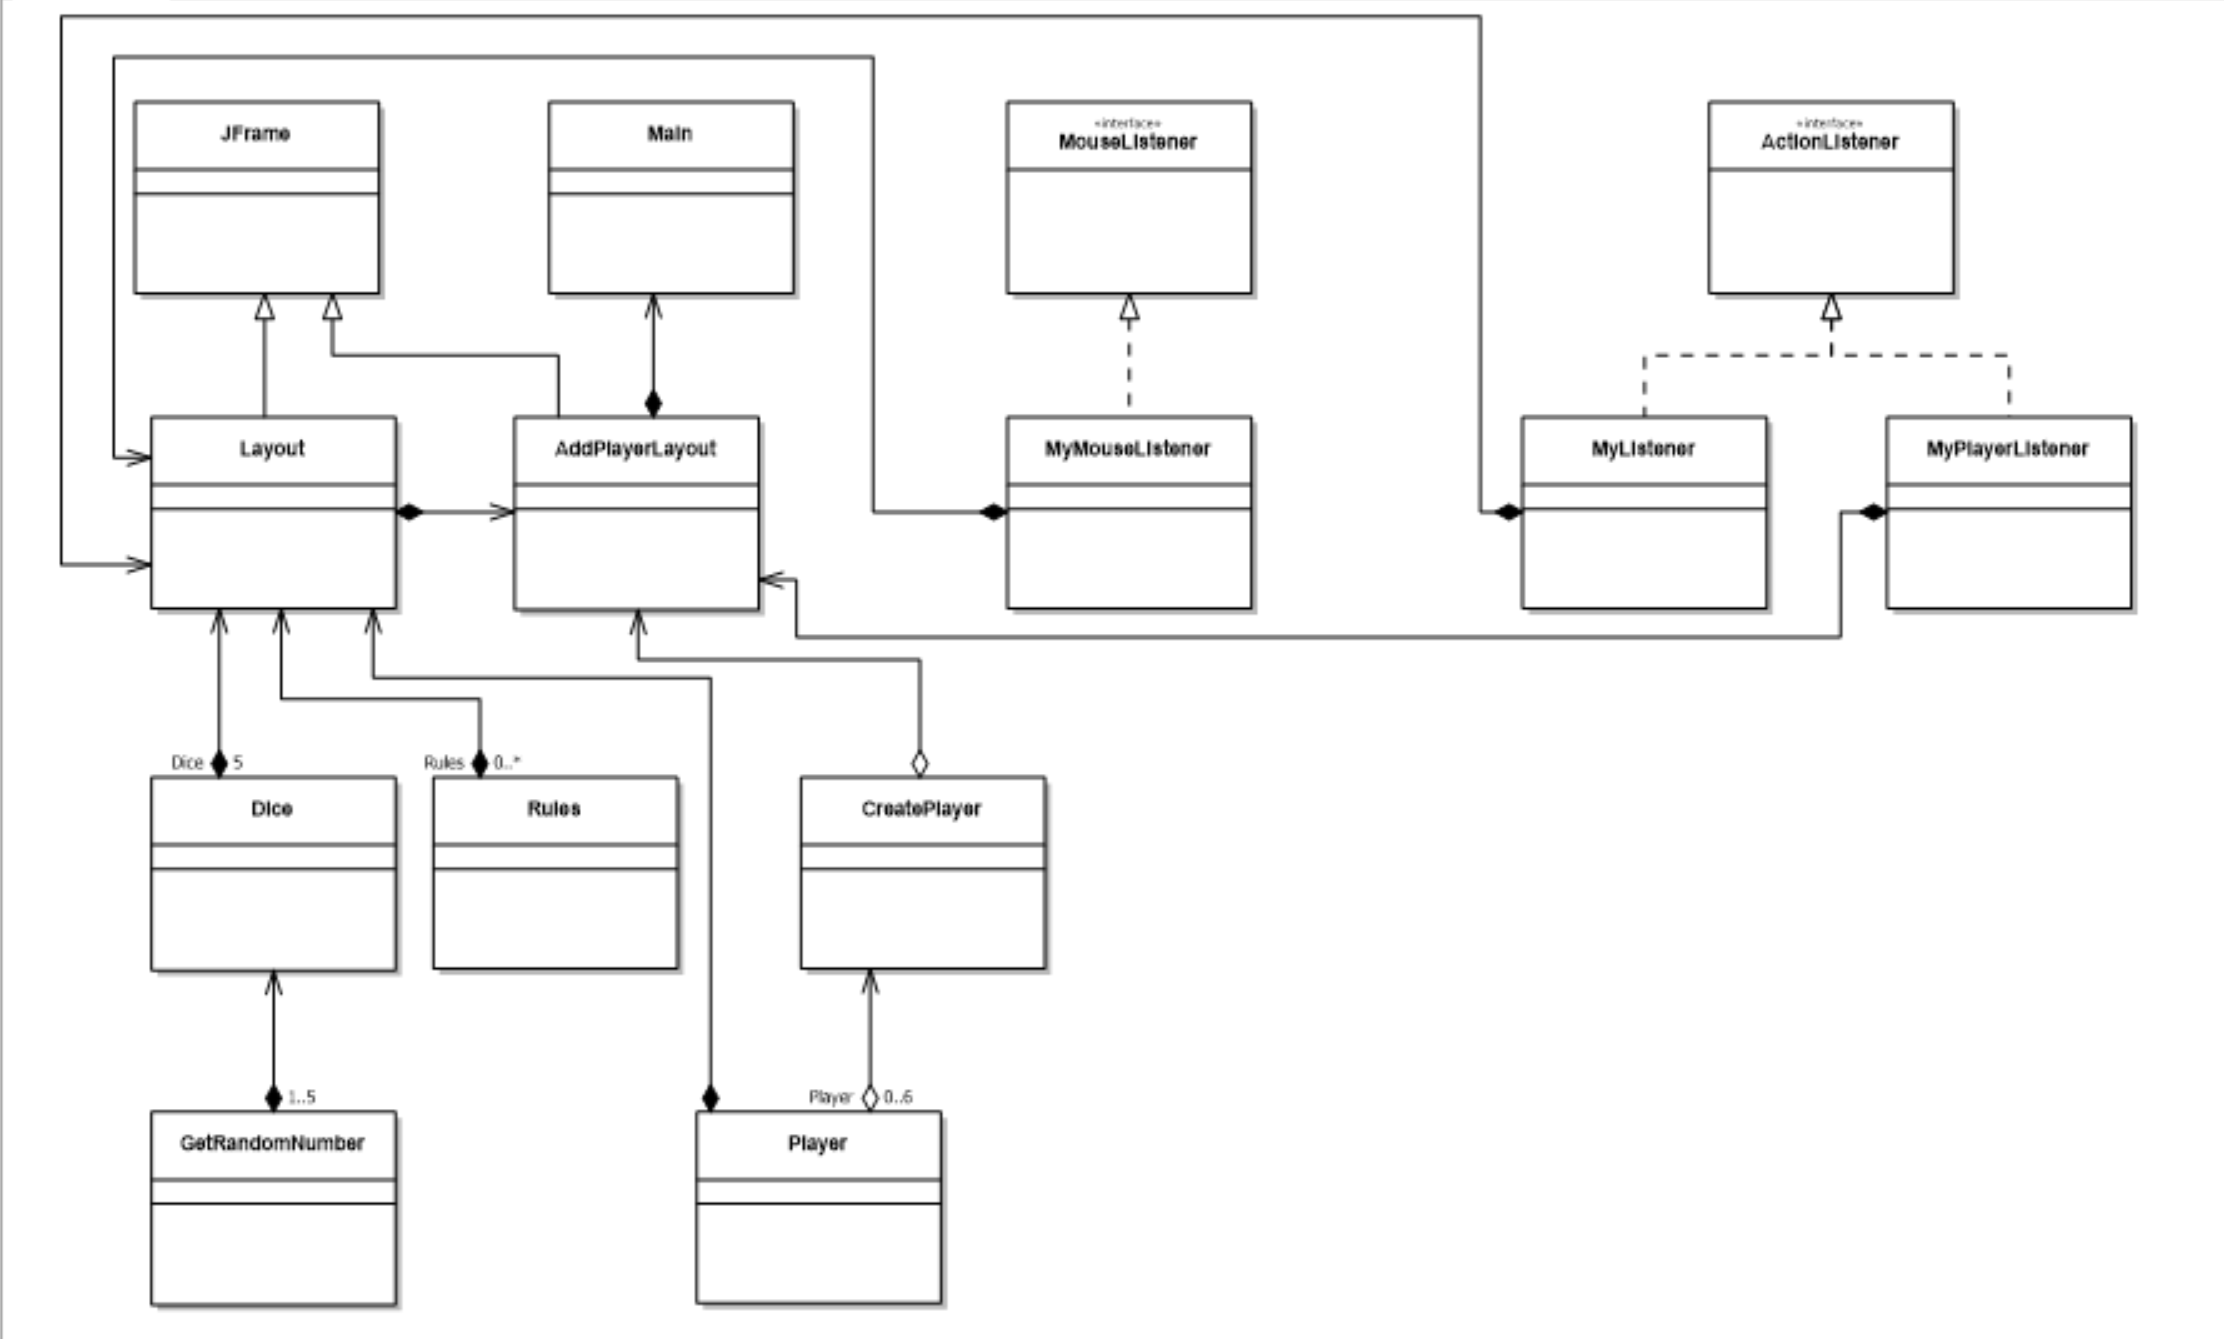 JFrame
Main
«interface»
MouseListener
«interface»
ActionListener
Layout
AddPlayerLayout
MyMouseListener
MyListener
MyPlayerListener
Dice 5
Rules 0..*
Dice
Rules
CreatePlayer
1..5
Player 0..6
GetRandomNumber
Player